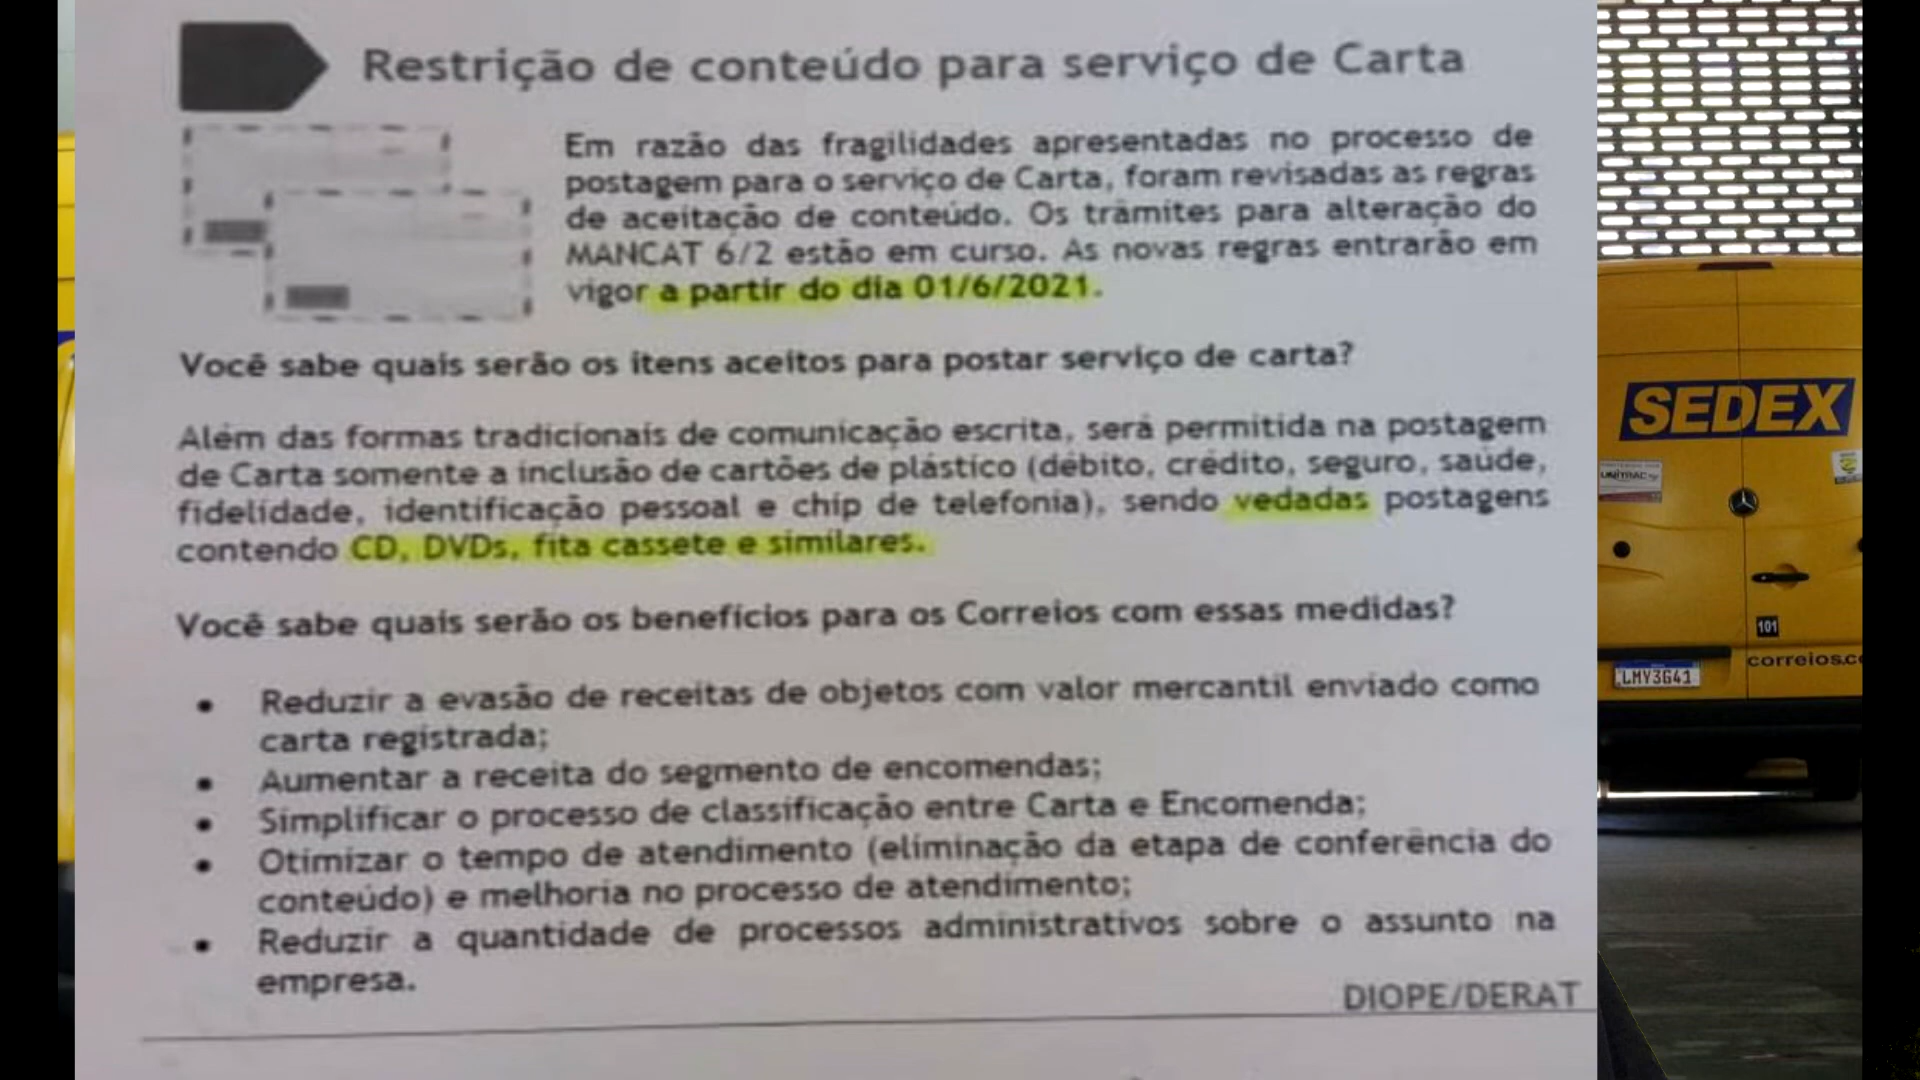 Restrição de conteúdo para serviço de Carta
Em razão das fragilidades apresentadas no processo de
postagem para o serviço de Carta, foram revisadas as regras
de aceitação de conteúdo. Os trâmites para alteração do
MANCAT 6/2 estão em curso. As novas regras entrarão em
vigor a partir do dia 01/6/2021.
Você sabe quais serão os itens aceitos para postar serviço de carta?
Além das formas tradicionais de comunicação escrita, será permitida na postagem
de Carta somente a inclusão de cartões de plástico (débito, crédito, seguro, saúde,
fidelidade, identificação pessoal e chip de telefonia), sendo vedadas postagens
contendo CD, DVDs, fita cassete e similares.
Você sabe quais serão os benefícios para os Correios com essas medidas?
• Reduzir a evasão de receitas de objetos com valor mercantil enviado como
carta registrada;
• Aumentar a receita do segmento de encomendas;
• Simplificar o processo de classificação entre Carta e Encomenda;
• Otimizar o tempo de atendimento (eliminação da etapa de conferência do
conteúdo) e melhoria no processo de atendimento;
• Reduzir a quantidade de processos administrativos sobre o assunto na
empresa.
DIOPE/DERAT
SEDEX
UNITRAC
101
correios.c
LMY3G41